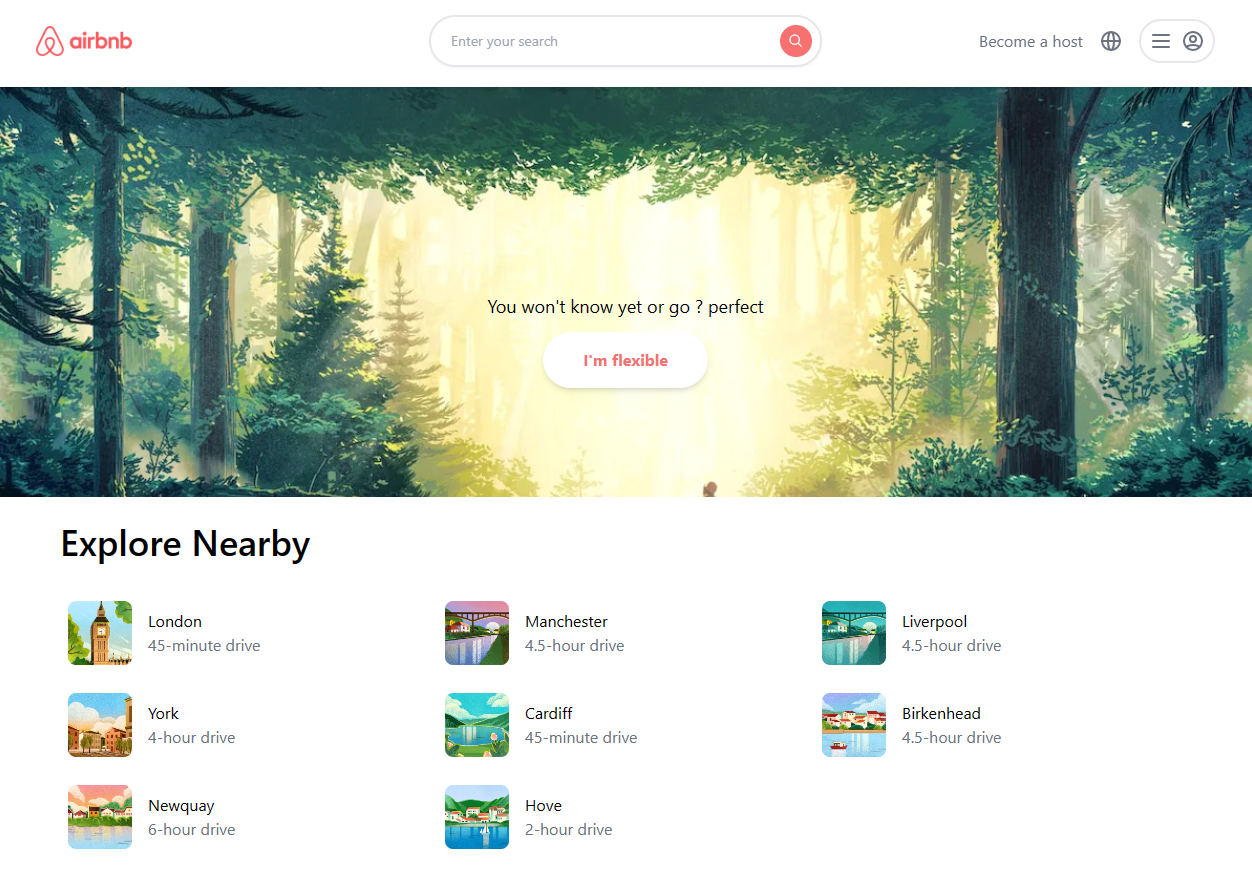 airbnb
Enter your search
Become a host
You won't know yet or go ? perfect
I'm flexible
Explore Nearby
London
45-minute drive
Manchester
4.5-hour drive
Liverpool
4.5-hour drive
York
4-hour drive
Cardiff
45-minute drive
Birkenhead
4.5-hour drive
Newquay
6-hour drive
Hove
2-hour drive